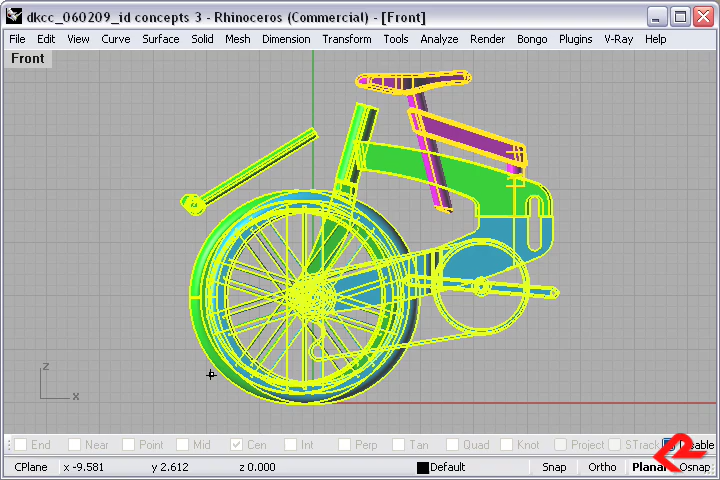 dkcc_060209_id concepts 3 - Rhinoceros (Commercial) - [Front]
File Edit View Curve Surface Solid Mesh Dimension Transform Tools Analyze Render Bongo Plugins V-Ray Help
Front
z
x
End Near Point Mid Cen Int Perp Tan Quad Knot Project STrack Disable
CPlane x -9.581 y 2.612 z 0.000 Default Snap Ortho Planar Osnap